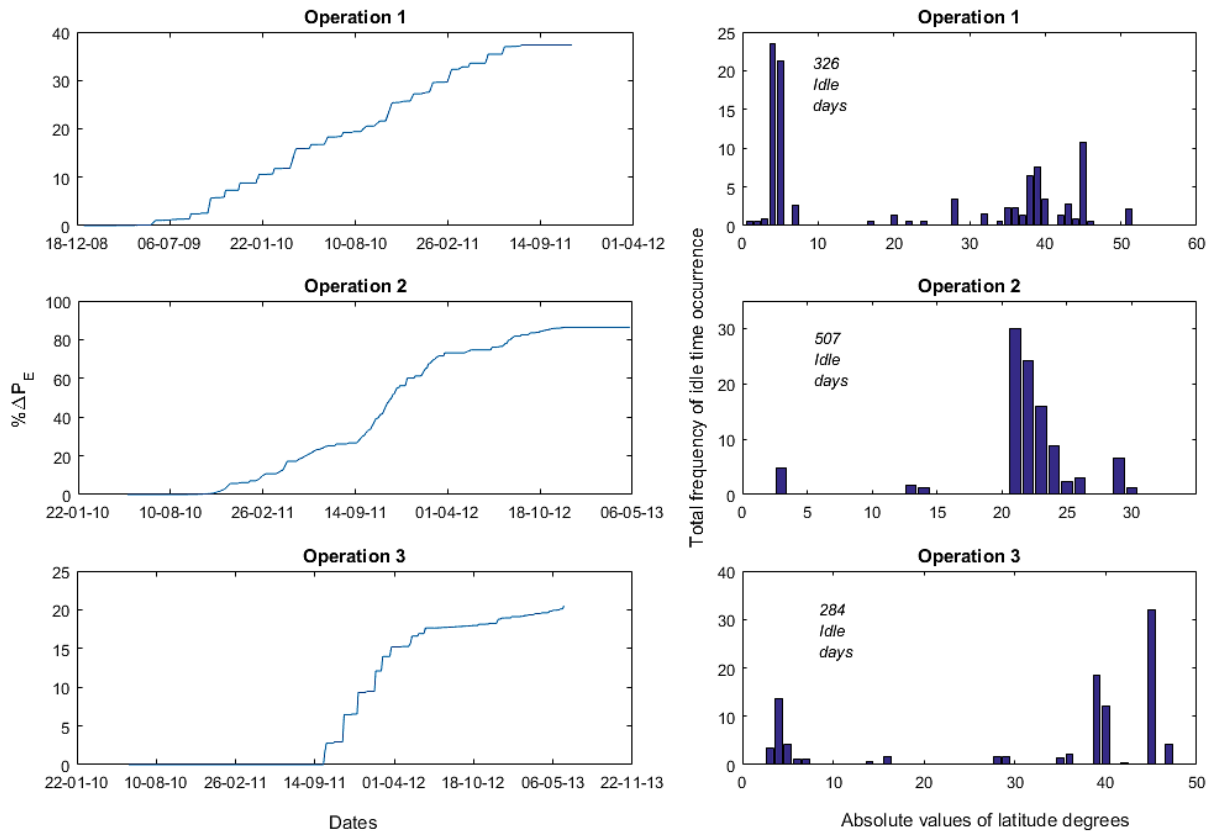 Operation 1
40
30
20
10
0
18-12-08 06-07-09 22-01-10 10-08-10 26-02-11 14-09-11 01-04-12
Operation 2
100
80
60
40
20
0
22-01-10 10-08-10 26-02-11 14-09-11 01-04-12 18-10-12 06-05-13
%ΔP_E
Operation 3
25
20
15
10
5
0
22-01-10 10-08-10 26-02-11 14-09-11 01-04-12 18-10-12 06-05-13 22-11-13
Dates
Operation 1
25
20
15
10
5
0
326
Idle
days
0 10 20 30 40 50 60
Total frequency of idle time occurrence
Operation 2
30
20
10
0
507
Idle
days
0 5 10 15 20 25 30
Operation 3
40
30
20
10
0
284
Idle
days
0 10 20 30 40 50
Absolute values of latitude degrees